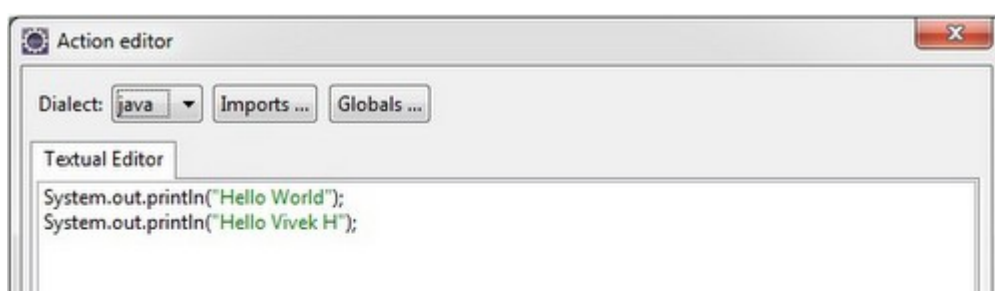 Action editor
Dialect: java Imports ... Globals ...
Textual Editor
System.out.println("Hello World");
System.out.println("Hello Vivek H");